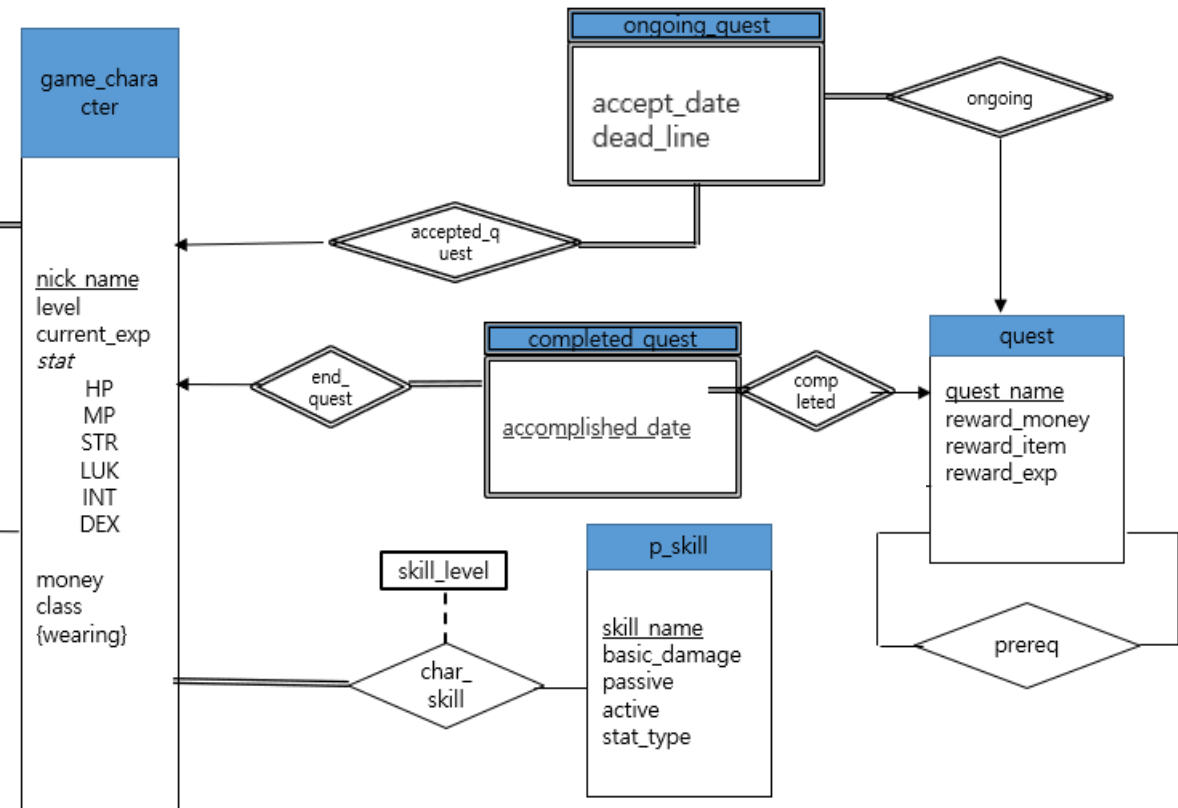 game_chara
cter
nick_name
level
current_exp
stat
HP
MP
STR
LUK
INT
DEX
money
class
{wearing}
ongoing_quest
accept_date
dead_line
ongoing
accepted_q
uest
end_
quest
completed_quest
accomplished_date
comp
leted
quest
quest_name
reward_money
reward_item
reward_exp
prereq
skill_level
char_
skill
p_skill
skill_name
basic_damage
passive
active
stat_type